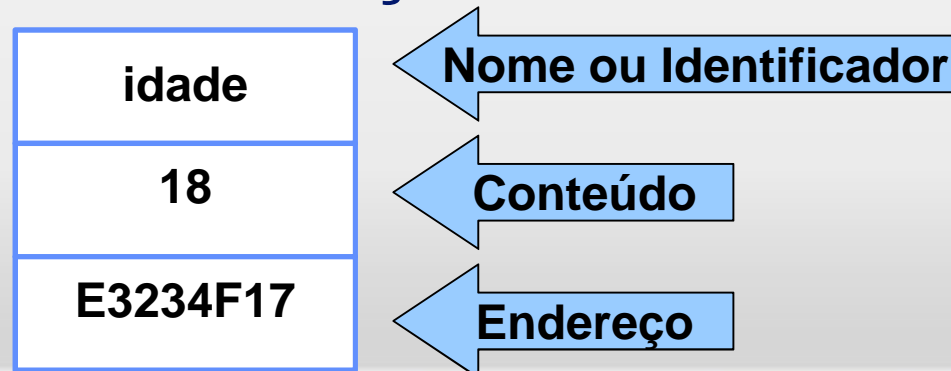 idade
Nome ou Identificador
18
Conteúdo
E3234F17
Endereço